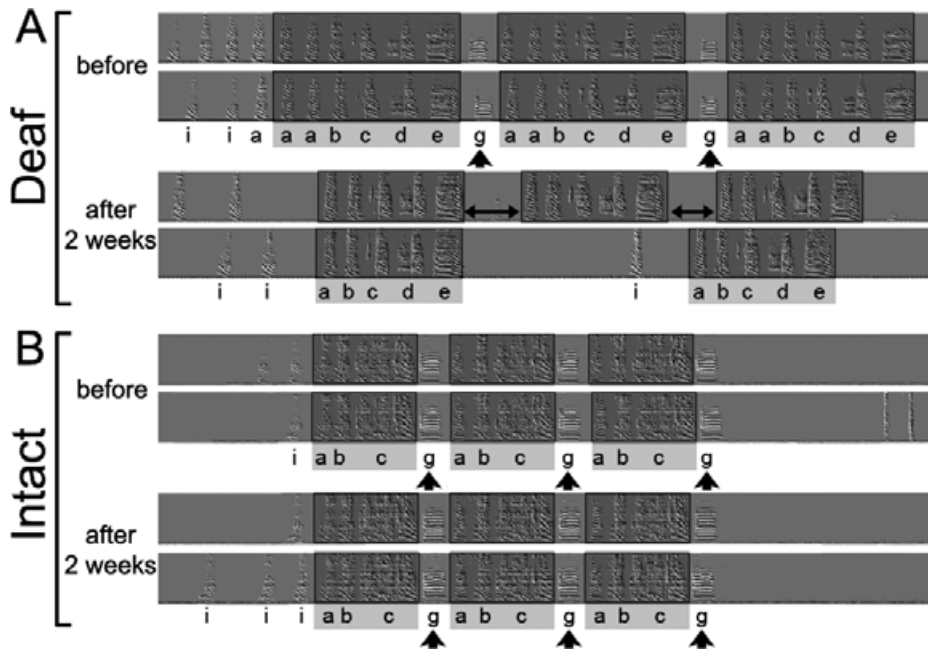 A
Deaf
before
i i a a a b c d e g a a b c d e g a a b c d e
after
2 weeks
i i a b c d e i a b c d e
B
Intact
before
i a b c g a b c g a b c g
after
2 weeks
i i i a b c g a b c g a b c g